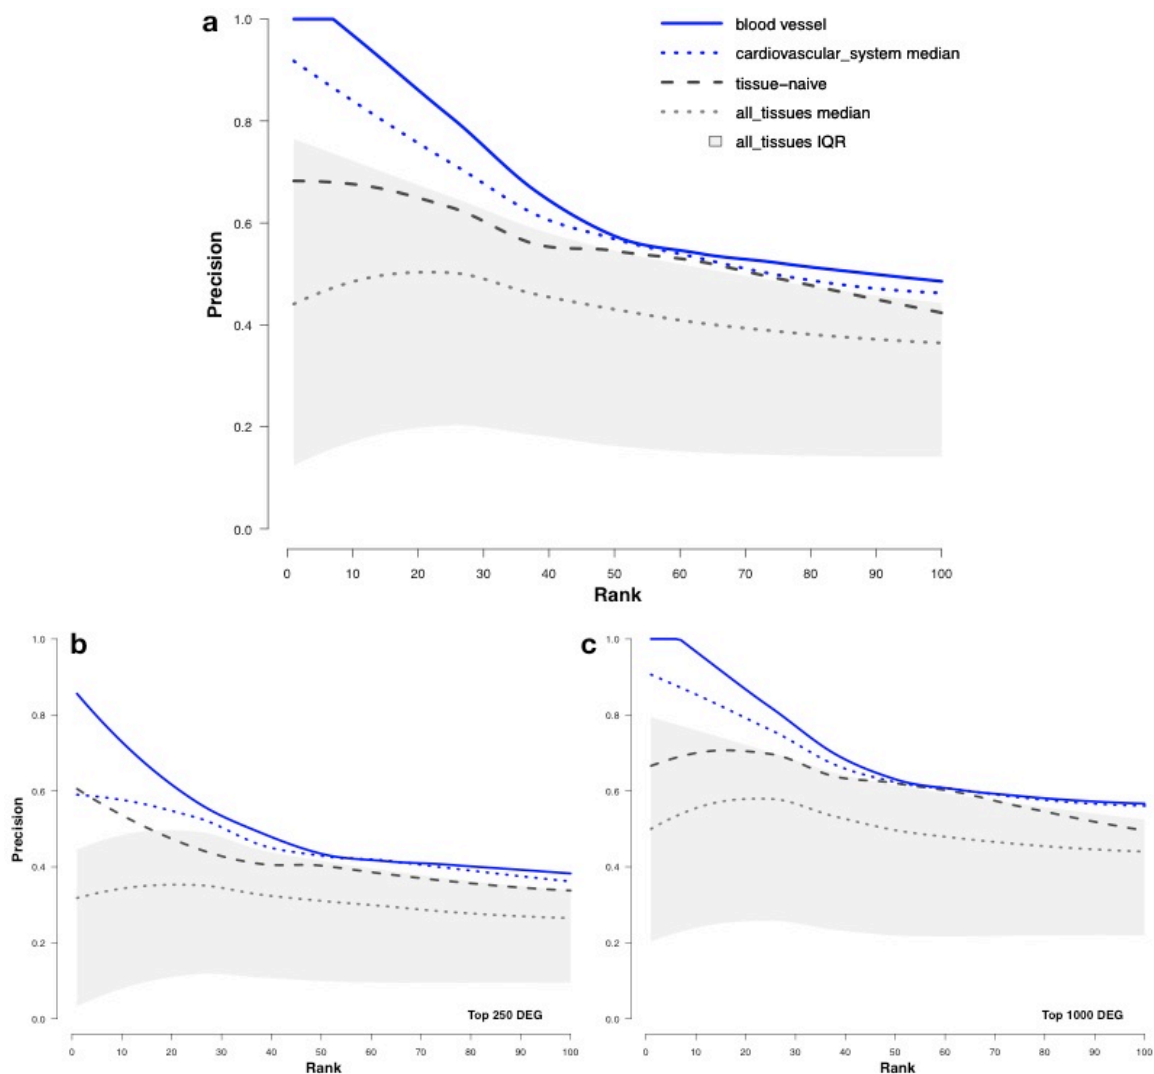 a
blood vessel
cardiovascular_system median
tissue-naive
all_tissues median
all_tissues IQR
Precision
1.0
0.8
0.6
0.4
0.2
0.0
0 10 20 30 40 50 60 70 80 90 100
Rank
b
Precision
1.0
0.8
0.6
0.4
0.2
0.0
Top 250 DEG
0 10 20 30 40 50 60 70 80 90 100
Rank
c
1.0
0.8
0.6
0.4
0.2
0.0
Top 1000 DEG
0 10 20 30 40 50 60 70 80 90 100
Rank